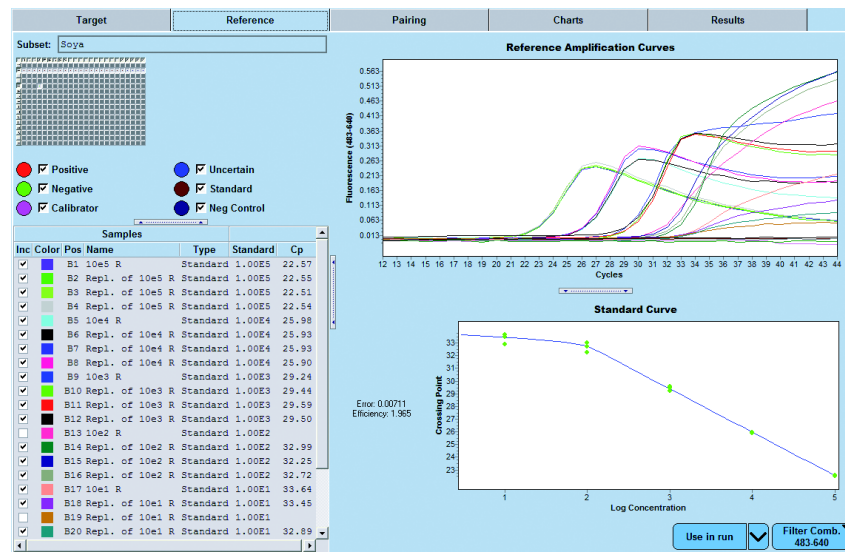 Target Reference Pairing Charts Results
Subset: Soya
Positive Uncertain
Negative Standard
Calibrator Neg Control
Samples
Inc Color Pos Name Type Standard Cp
B1 10e5 R Standard 1.00E5 22.57
B2 Repl. of 10e5 R Standard 1.00E5 22.55
B3 Repl. of 10e5 R Standard 1.00E5 22.51
B4 Repl. of 10e5 R Standard 1.00E5 22.54
B5 10e4 R Standard 1.00E4 25.98
B6 Repl. of 10e4 R Standard 1.00E4 25.93
B7 Repl. of 10e4 R Standard 1.00E4 25.93
B8 Repl. of 10e4 R Standard 1.00E4 25.90
B9 10e3 R Standard 1.00E3 29.24
B10 Repl. of 10e3 R Standard 1.00E3 29.44
B11 Repl. of 10e3 R Standard 1.00E3 29.59
B12 Repl. of 10e3 R Standard 1.00E3 29.50
B13 10e2 R Standard 1.00E2
B14 Repl. of 10e2 R Standard 1.00E2 32.99
B15 Repl. of 10e2 R Standard 1.00E2 32.25
B16 Repl. of 10e2 R Standard 1.00E2 32.72
B17 10e1 R Standard 1.00E1 33.64
B18 Repl. of 10e1 R Standard 1.00E1 33.45
B19 Repl. of 10e1 R Standard 1.00E1
B20 Repl. of 10e1 R Standard 1.00E1 32.89
Reference Amplification Curves
Fluorescence (483-640)
0.563
0.513
0.463
0.413
0.363
0.313
0.263
0.213
0.163
0.113
0.063
0.013
12 13 14 15 16 17 18 19 20 21 22 23 24 25 26 27 28 29 30 31 32 33 34 35 36 37 38 39 40 41 42 43 44
Cycles
Standard Curve
Error: 0.00711
Efficiency: 1.965
Crossing Point
33
32
31
30
29
28
27
26
25
24
23
1 2 3 4 5
Log Concentration
Use in run
Filter Comb.
483-640